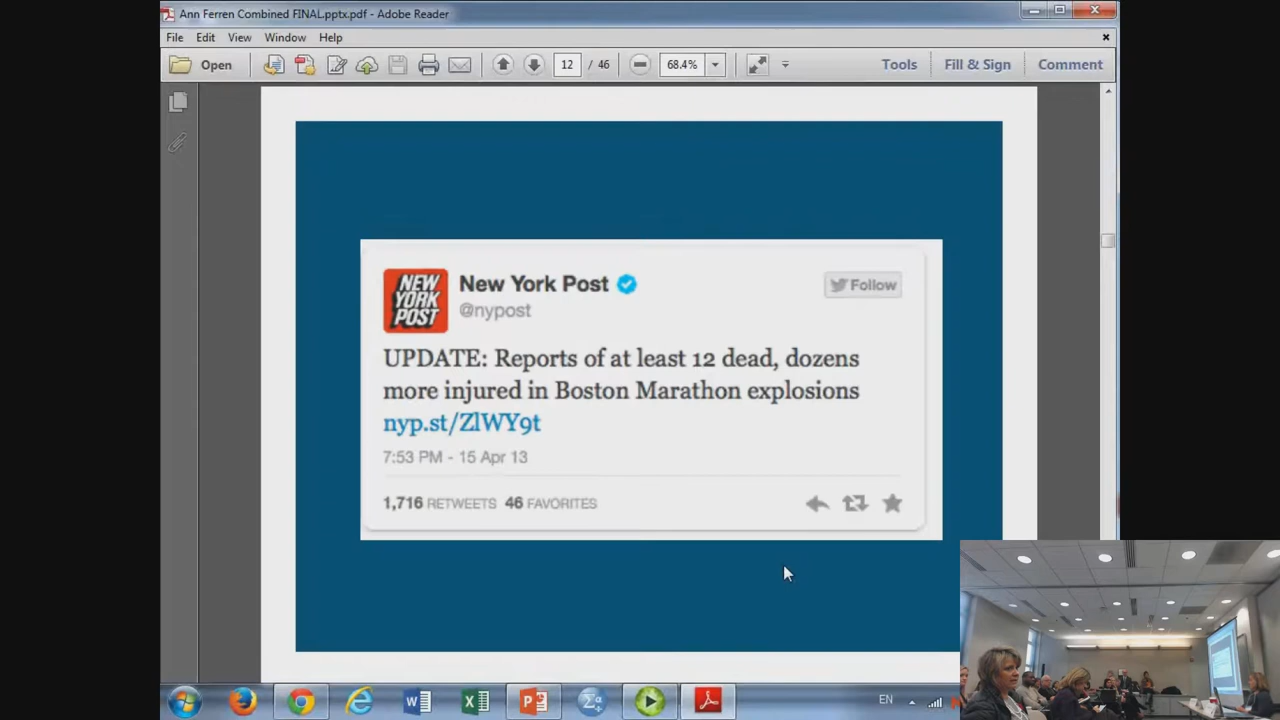 Ann Ferren Combined FINAL.pptx.pdf - Adobe Reader
File Edit View Window Help
Open 12 / 46 68.4% Tools Fill & Sign Comment
NEW YORK POST
New York Post
Follow
@nypost
UPDATE: Reports of at least 12 dead, dozens
more injured in Boston Marathon explosions
nyp.st/ZlWY9t
7:53 PM - 15 Apr 13
1,716 RETWEETS 46 FAVORITES
EN